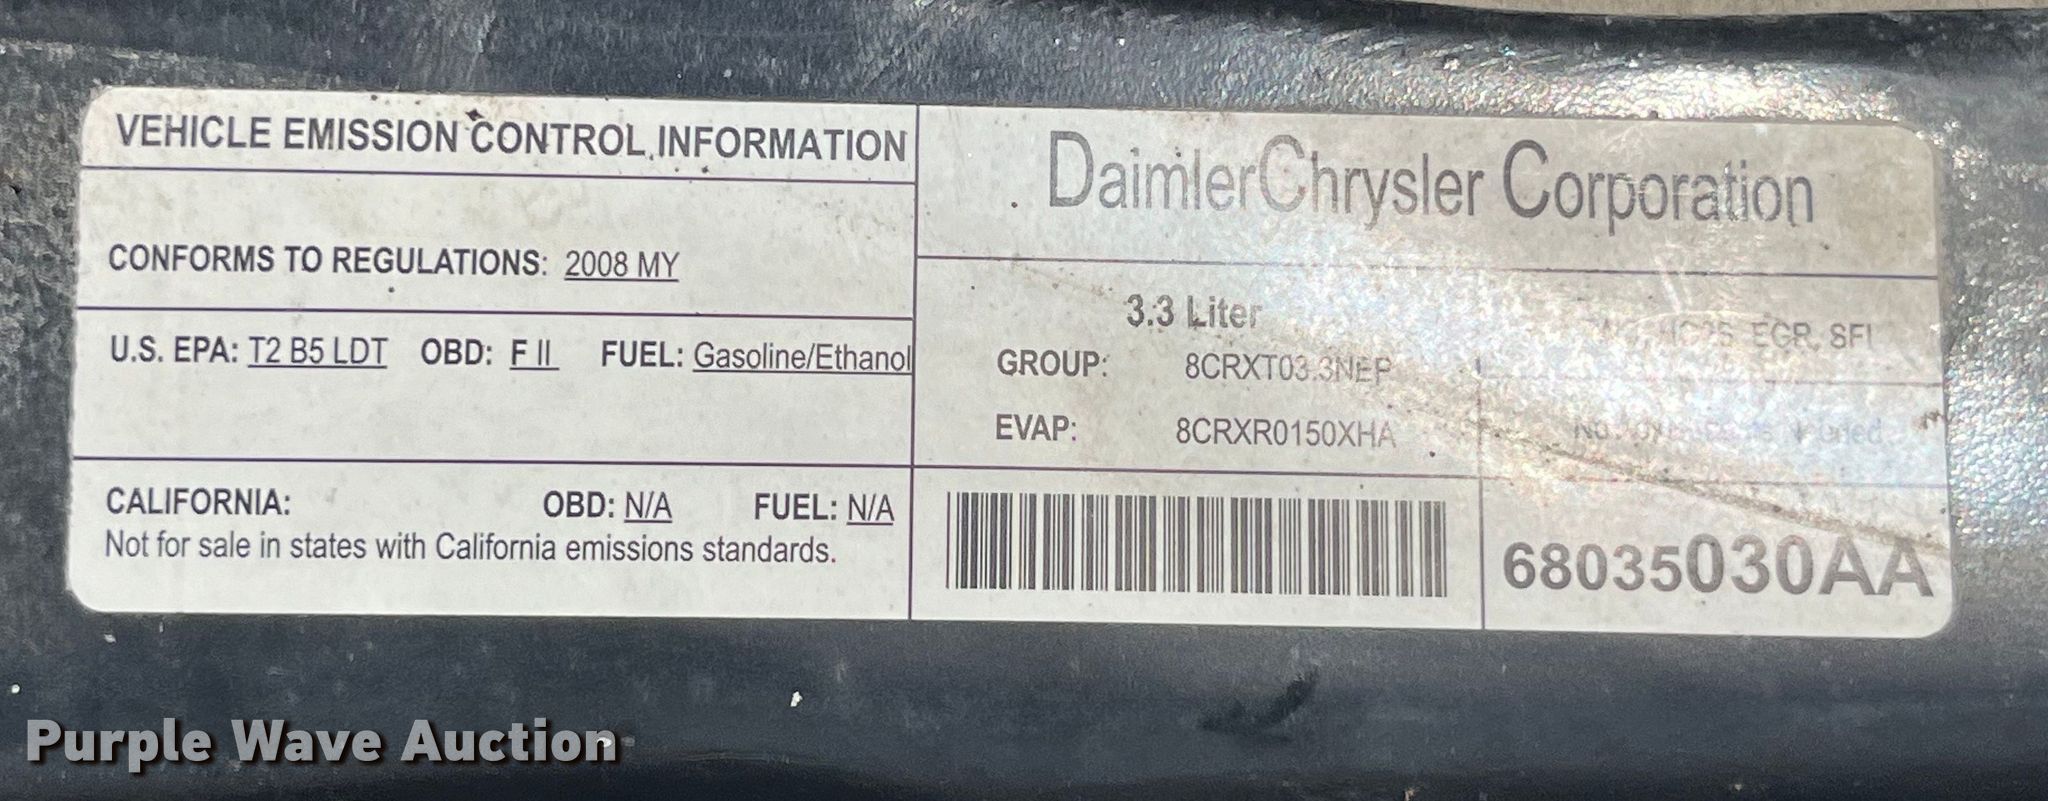 VEHICLE EMISSION CONTROL INFORMATION
CONFORMS TO REGULATIONS: 2008 MY
U.S. EPA: T2 B5 LDT OBD: F II FUEL: Gasoline/Ethanol
CALIFORNIA: OBD: N/A FUEL: N/A
Not for sale in states with California emissions standards.
DaimlerChrysler Corporation
3.3 Liter
EGR, SFI
GROUP: 8CRXT03.3NEP
EVAP: 8CRXR0150XHA
No
68035030AA
Purple Wave Auction